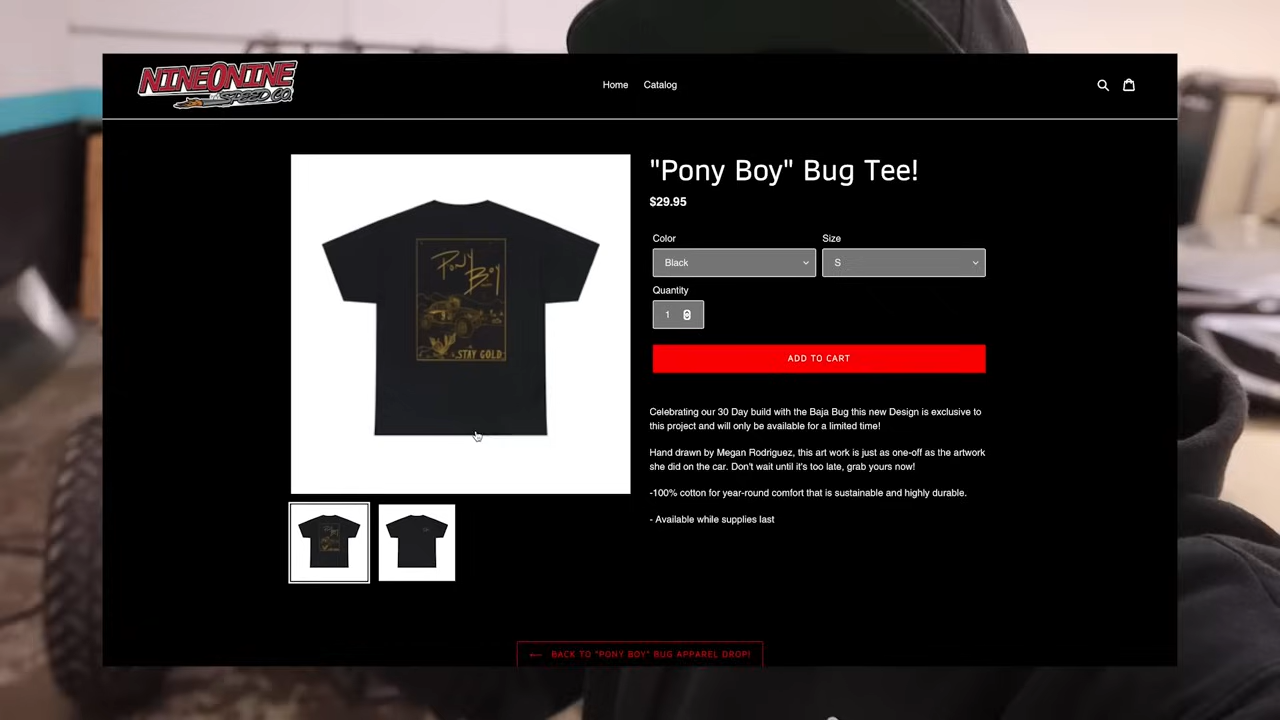 NINEONINE
SPEED CO.
Home
Catalog
"Pony Boy" Bug Tee!
$29.95
Color
Size
Black
S
Quantity
1
ADD TO CART
Pony
Boy
STAY GOLD
Celebrating our 30 Day build with the Baja Bug this new Design is exclusive to
this project and will only be available for a limited time!
Hand drawn by Megan Rodriguez, this art work is just as one-off as the artwork
she did on the car. Don't wait until it's too late, grab yours now!
-100% cotton for year-round comfort that is sustainable and highly durable.
- Available while supplies last
BACK TO "PONY BOY" BUG APPAREL DROP!